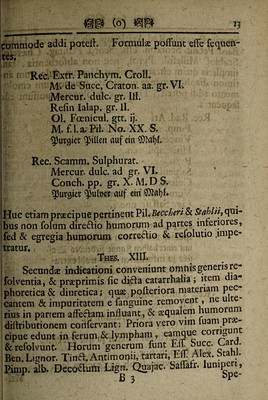 (o) 13
commode addi potest. Formulæ possunt esse sequen-
tes.
Rec. Extr. Panchym. Croll.
M. de Succ, Craton. aa. gr. VI.
Mercur. dulc. gr. III.
Resin Ialap. gr. II.
Ol. Fœnicul. gtt. ij.
M. f. l. a. Pil. No. XX. S.
Purgier Pillen auf ein Mahl.
Rec. Scamm. Sulphurat.
Mercur. dulc. ad gr. VI.
Conch. pp. gr. X. M. D S.
Purgier Pulver auf ein Mahl.
Huc etiam præcipue pertinent Pil. Beccheri & Stahlii, qui-
bus non solum directio humorum ad partes inferiores,
sed & egregia humorum correctio & resolutio impe-
tratur.
THES. XIII.
Secundæ indicationi conveniunt omnis generis re-
solventia, & præprimis sic dicta catarrhalia; item dia-
phoretica & diuretica; quæ posteriora materiam pec-
cantem & impuritatem e sanguine removent, ne ulte-
rius in partem affectam influant, & æqualem humorum
distributionem conservant: Priora vero vim suam præ-
cipue edunt in serum & lympham, eamque corrigunt
& resolvunt. Horum generum sunt Ess. Succ. Card.
Ben. Lignor. Tinct, Antimonii, tartari, Ess. Alex. Stahl.
Pimp. alb. Decoctum Lign. Quajac. Sassafr. Iuniperi,
B 3 Spe-